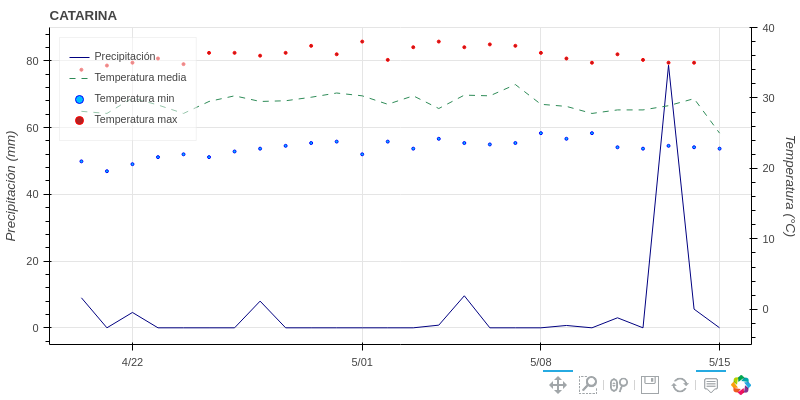 CATARINA
Precipitación
Temperatura media
Temperatura min
Temperatura max
Precipitación (mm)
80
60
40
20
0
Temperatura (°C)
40
30
20
10
0
4/22
5/01
5/08
5/15